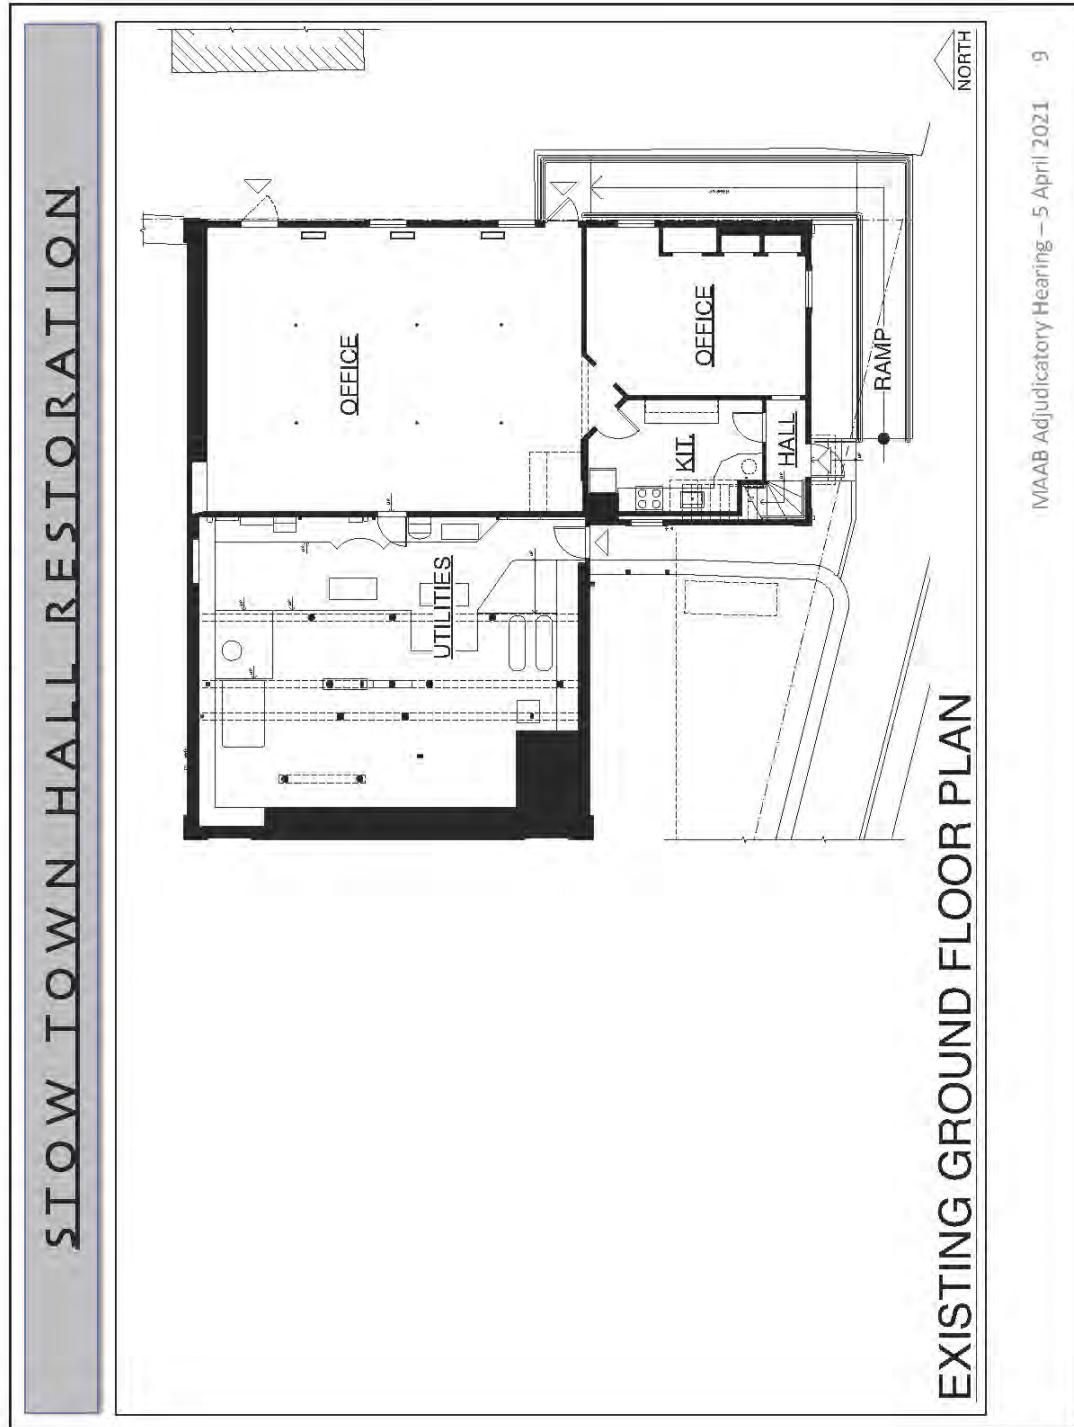 STOW TOWN HALL RESTORATION
OFFICE
UTILITIES
OFFICE
KIT.
HALL
RAMP
NORTH
EXISTING GROUND FLOOR PLAN
MAAB Adjudicatory Hearing – 5 April 2021 9